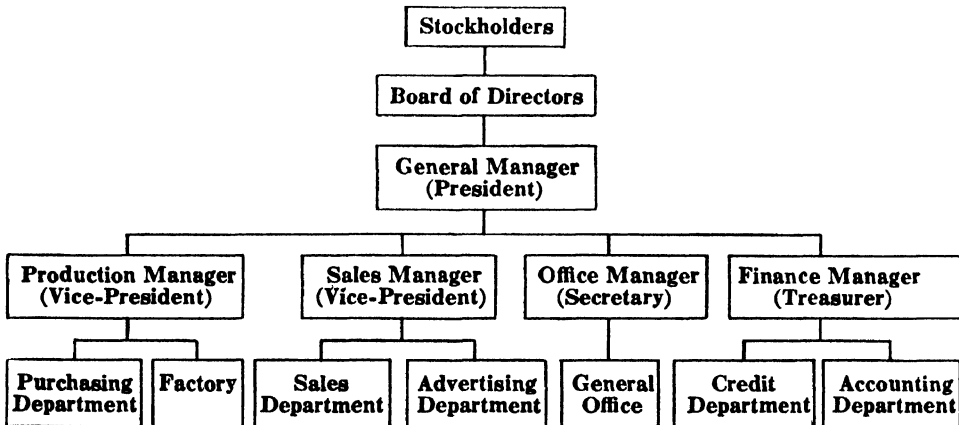 Stockholders
Board of Directors
General Manager
(President)
Production Manager
(Vice-President)
Sales Manager
(Vice-President)
Office Manager
(Secretary)
Finance Manager
(Treasurer)
Purchasing
Department
Factory
Sales
Department
Advertising
Department
General
Office
Credit
Department
Accounting
Department